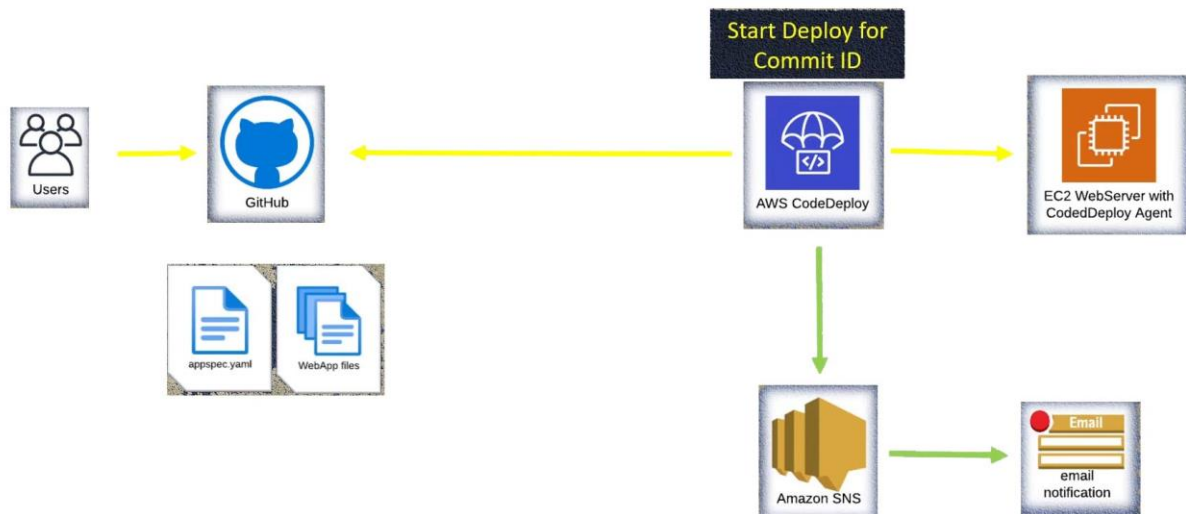 Start Deploy for
Commit ID
Users
GitHub
</>
AWS CodeDeploy
EC2 WebServer with
CodedDeploy Agent
appspec.yaml
WebApp files
Amazon SNS
Email
email
notification